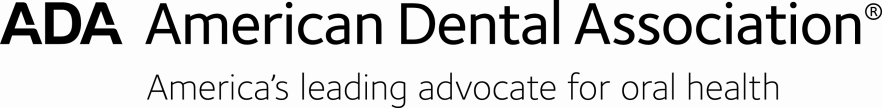 ADA American Dental Association®
America's leading advocate for oral health